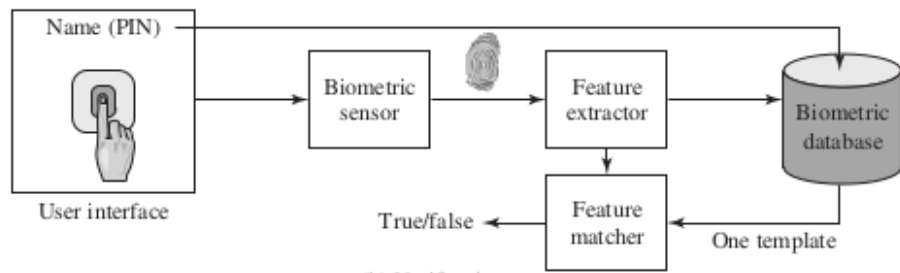 Name (PIN)
Biometric
sensor
Feature
extractor
Biometric
database
User interface
True/false
Feature
matcher
One template